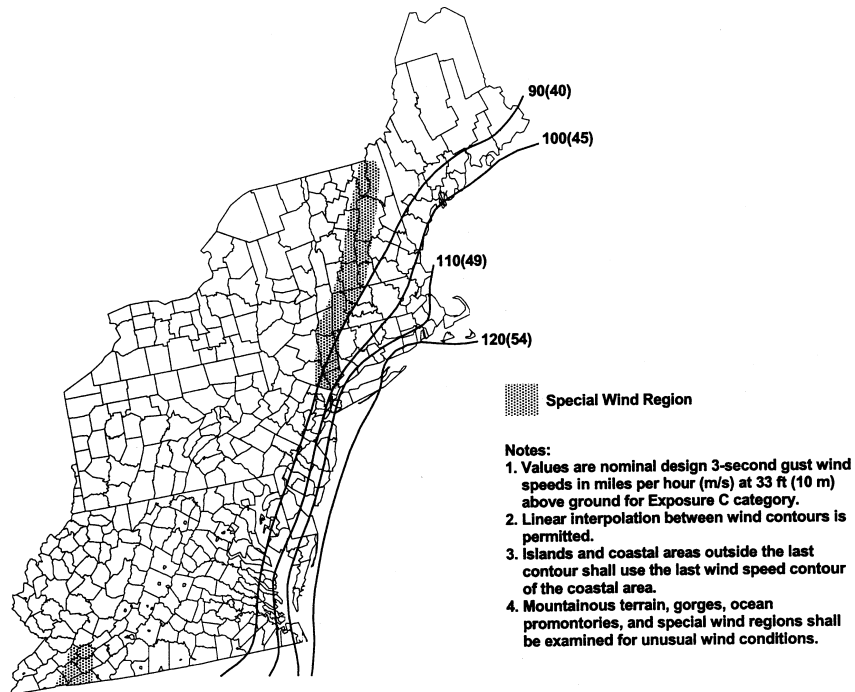 90(40)
100(45)
110(49)
120(54)
Special Wind Region
Notes:
1. Values are nominal design 3-second gust wind
speeds in miles per hour (m/s) at 33 ft (10 m)
above ground for Exposure C category.
2. Linear interpolation between wind contours is
permitted.
3. Islands and coastal areas outside the last
contour shall use the last wind speed contour
of the coastal area.
4. Mountainous terrain, gorges, ocean
promontories, and special wind regions shall
be examined for unusual wind conditions.